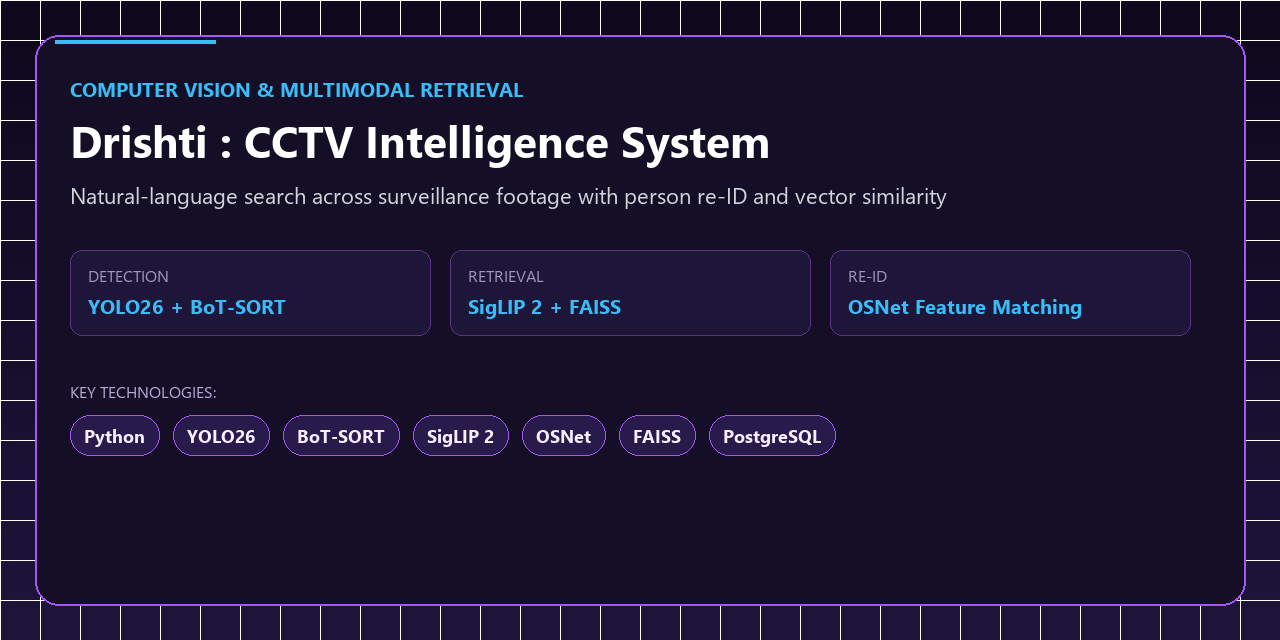 COMPUTER VISION & MULTIMODAL RETRIEVAL
Drishti : CCTV Intelligence System
Natural-language search across surveillance footage with person re-ID and vector similarity
DETECTION
YOLO26 + BoT-SORT
RETRIEVAL
SigLIP 2 + FAISS
RE-ID
OSNet Feature Matching
KEY TECHNOLOGIES:
Python YOLO26 BoT-SORT SigLIP 2 OSNet FAISS PostgreSQL